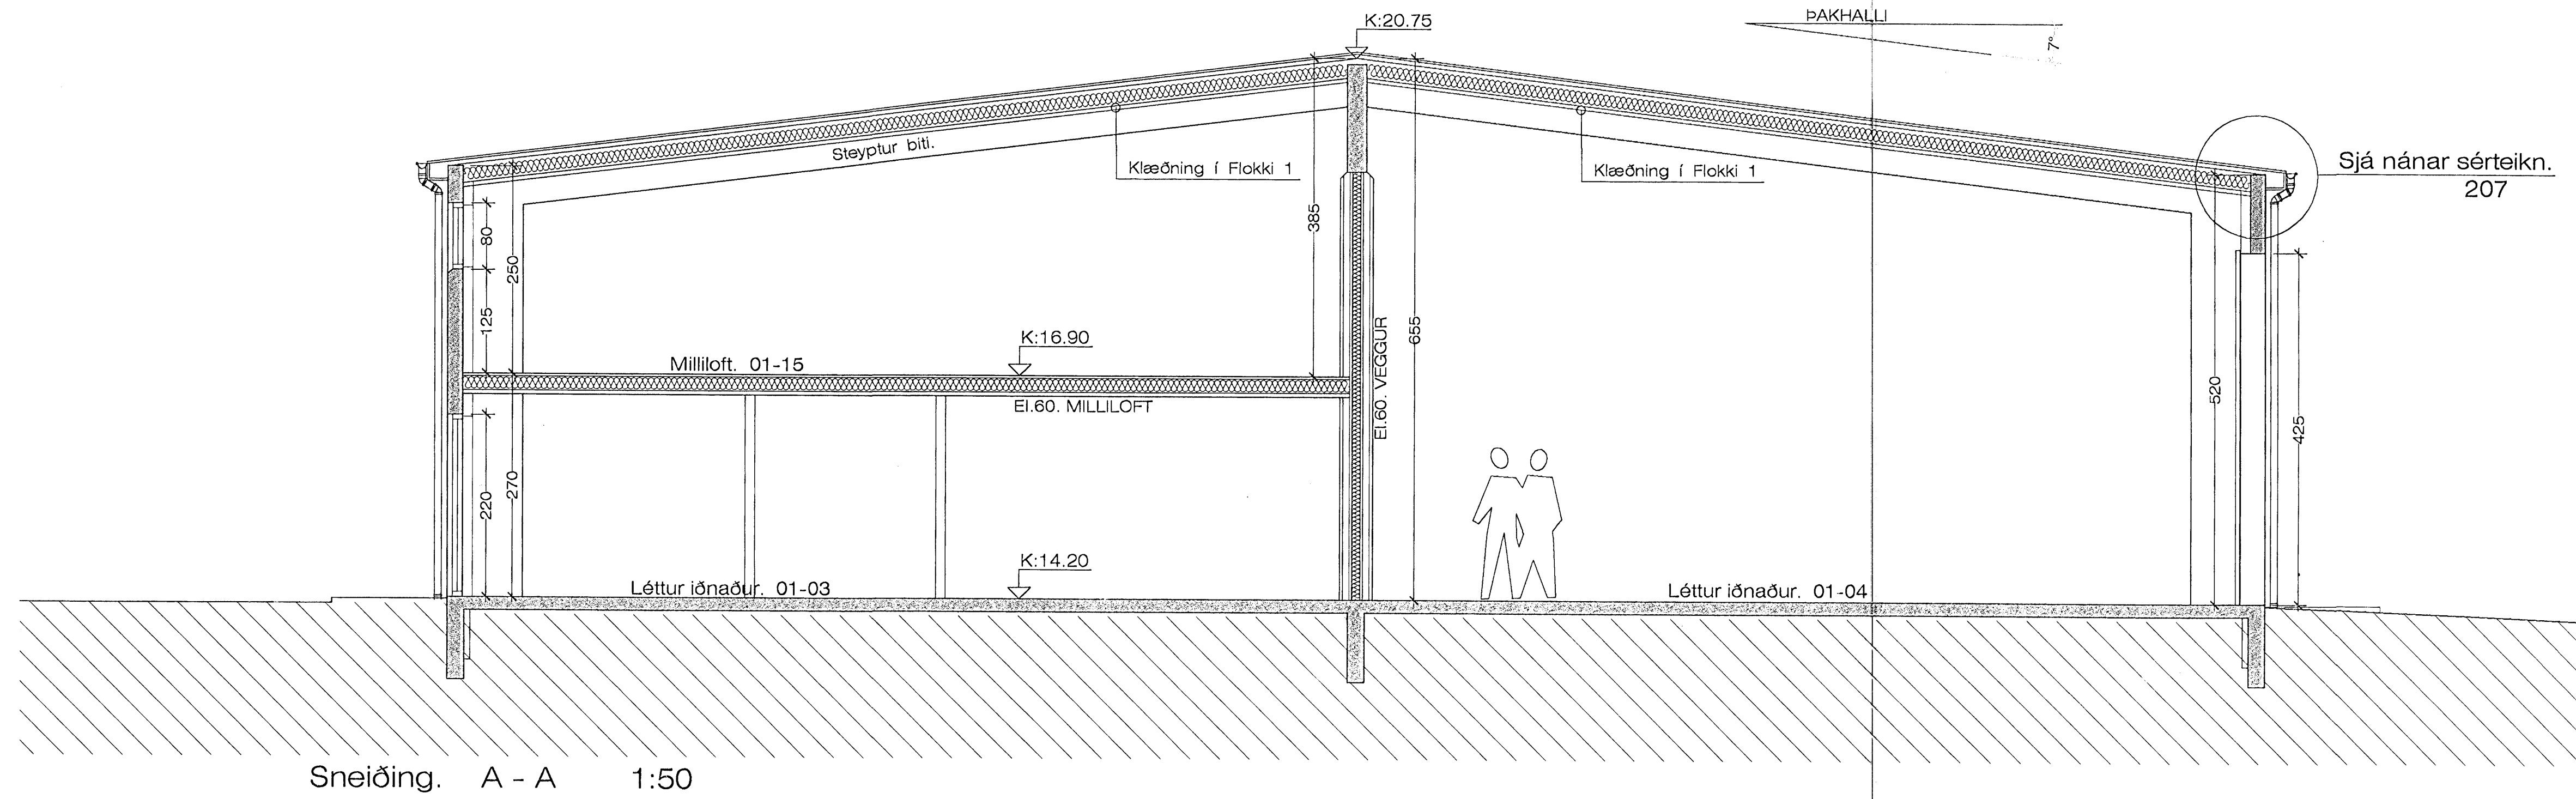 K:20.75
ÞAKHALLI
7°
Steyptur biti.
Klæðning í Flokki 1
Klæðning í Flokki 1
Sjá nánar sérteikn.
207
80
250
125
385
655
EI.60. VEGGUR
520
425
K:16.90
Milliloft. 01-15
EI.60. MILLILOFT
220
270
K:14.20
Léttur iðnaður. 01-03
Léttur iðnaður. 01-04
Sneiðing. A - A 1:50